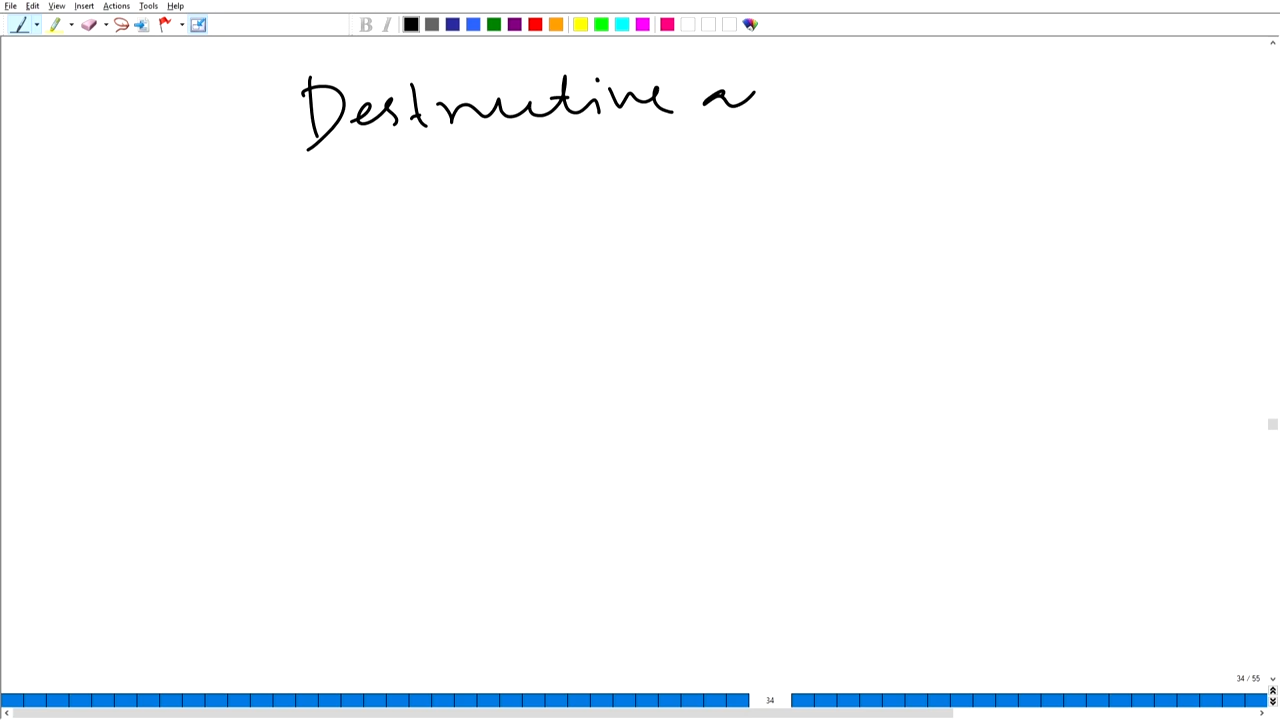 File Edit View Insert Actions Tools Help
B I
Destructive a
34 / 55
34